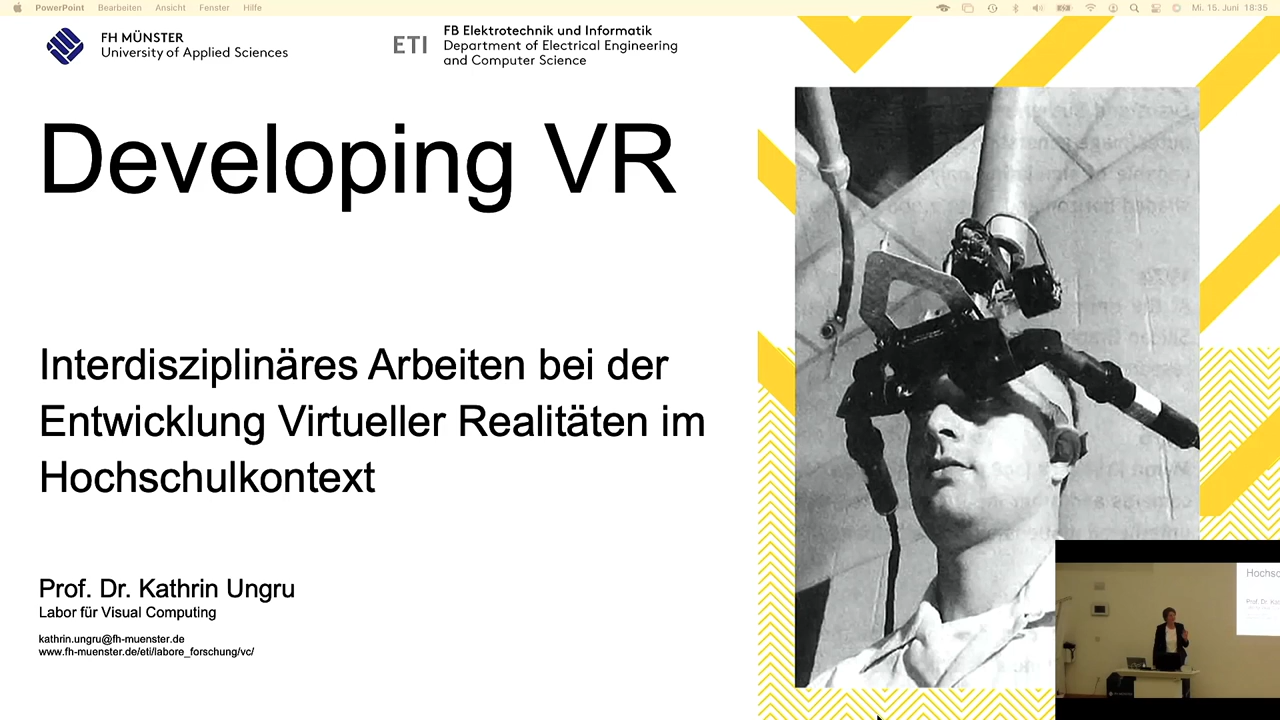 PowerPoint Bearbeiten Ansicht Fenster Hilfe
Mi. 15. Juni 18:35
FH MÜNSTER
University of Applied Sciences
ETI
FB Elektrotechnik und Informatik
Department of Electrical Engineering
and Computer Science
Developing VR
Interdisziplinäres Arbeiten bei der
Entwicklung Virtueller Realitäten im
Hochschulkontext
Prof. Dr. Kathrin Ungru
Labor für Visual Computing
kathrin.ungru@fh-muenster.de
www.fh-muenster.de/eti/labore_forschung/vc/